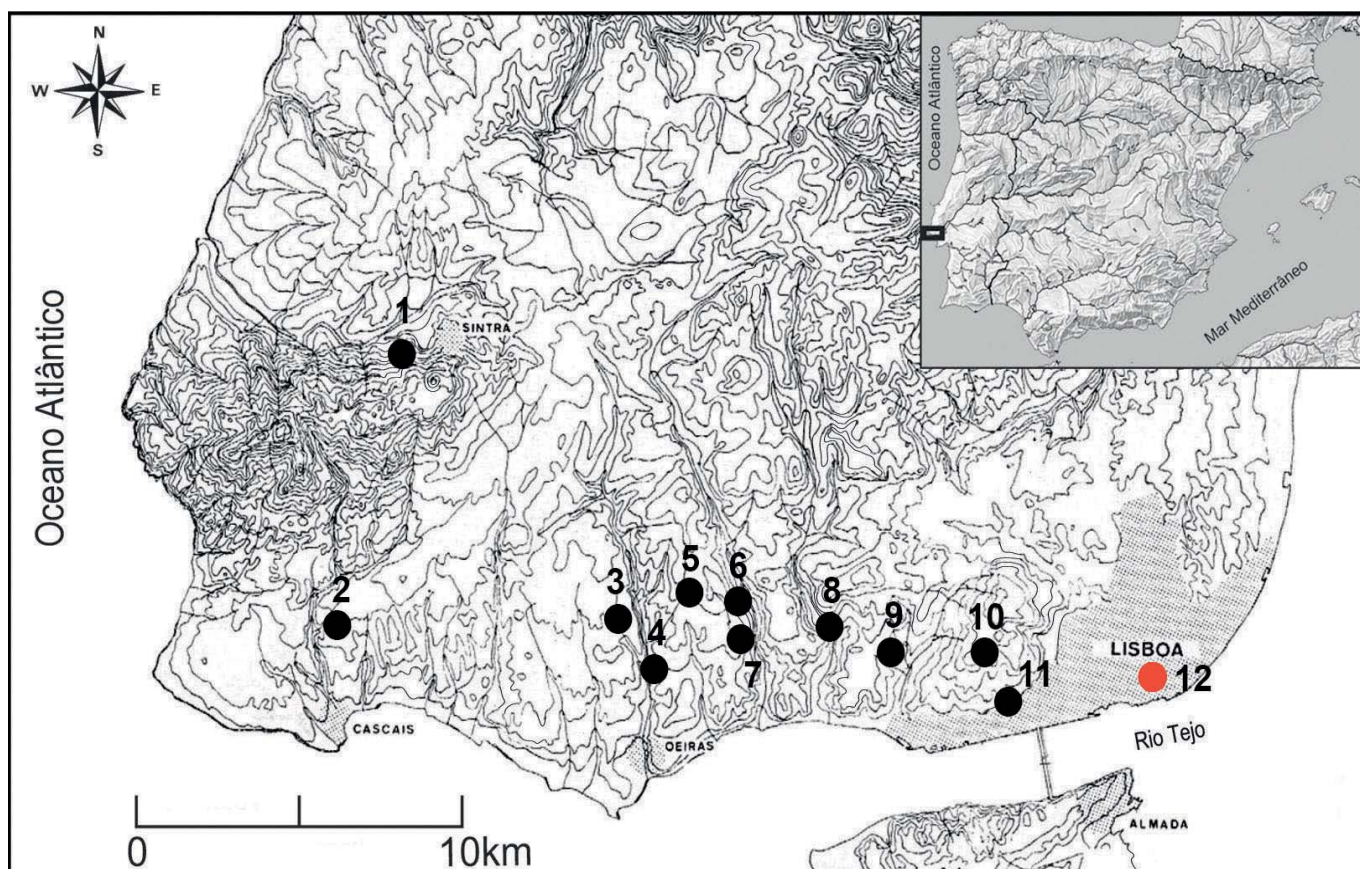 N
W E
S
Oceano Atlântico
Oceano Atlântico
Mar Mediterrâneo
1
SINTRA
2
3
4
5
6
7
8
9
10
11
LISBOA
12
CASCAIS
OEIRAS
Rio Tejo
ALMADA
0 10km